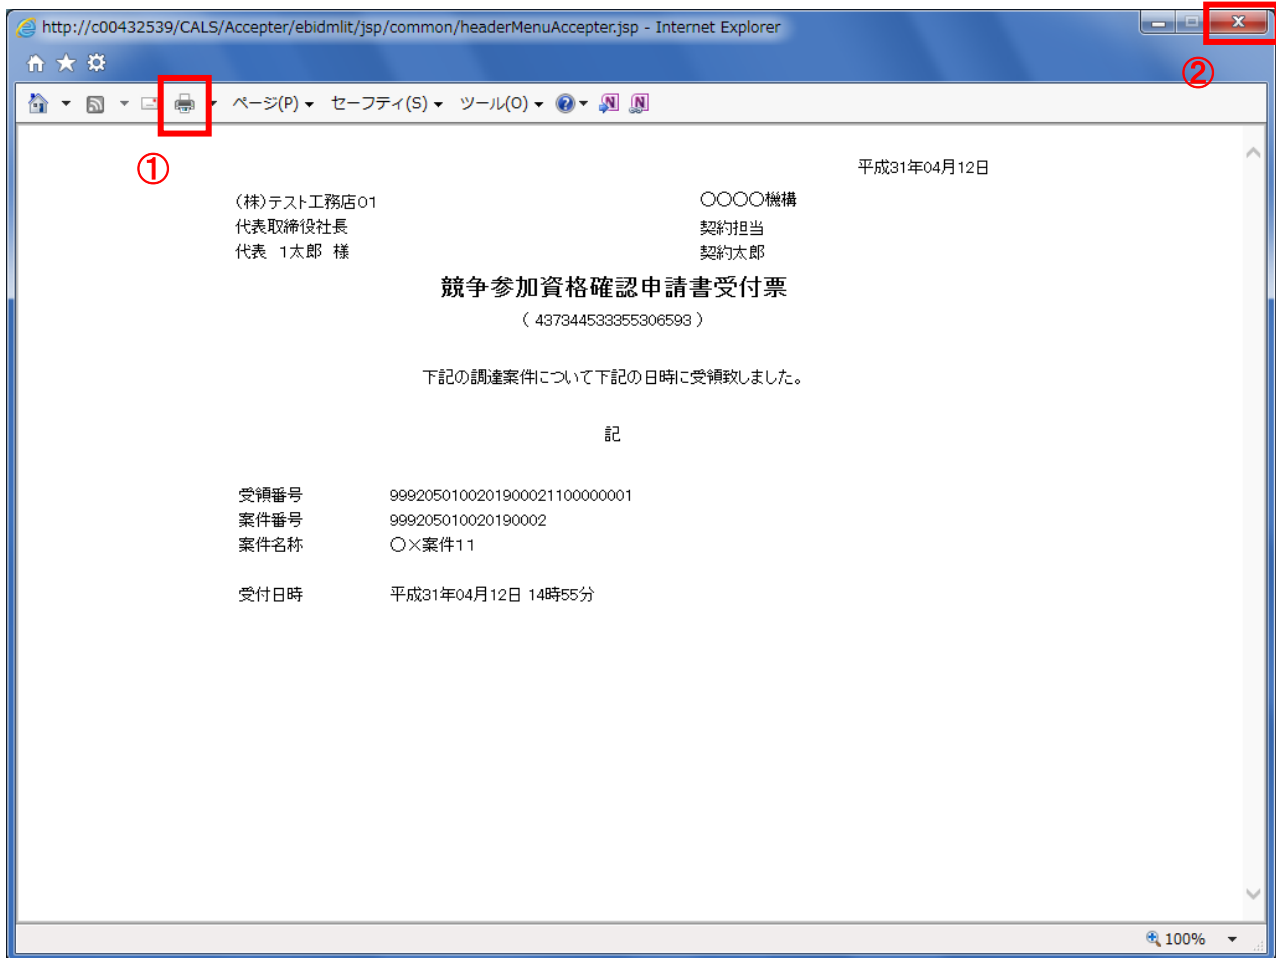 http://c00432539/CALS/Accepter/ebidmlit/jsp/common/headerMenuAccepter.jsp - Internet Explorer
②
ページ(P) セーフティ(S) ツール(O)
①
平成31年04月12日
(株)テスト工務店01 〇〇〇〇機構
代表取締役社長 契約担当
代表 1太郎 様 契約太郎
競争参加資格確認申請書受付票
( 437344533355306593 )
下記の調達案件について下記の日時に受領致しました。
記
受領番号 9992050100201900021100000001
案件番号 999205010020190002
案件名称 〇×案件11
受付日時 平成31年04月12日 14時55分
100%